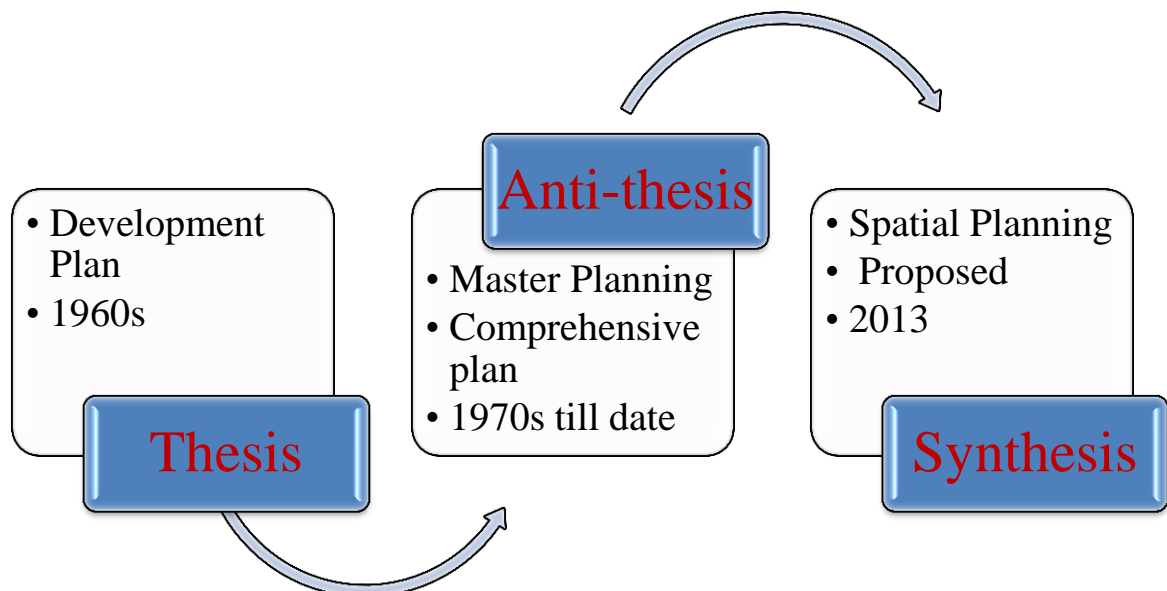 • Development
Plan
• 1960s
Thesis
Anti-thesis
• Master Planning
• Comprehensive
plan
• 1970s till date
• Spatial Planning
• Proposed
• 2013
Synthesis